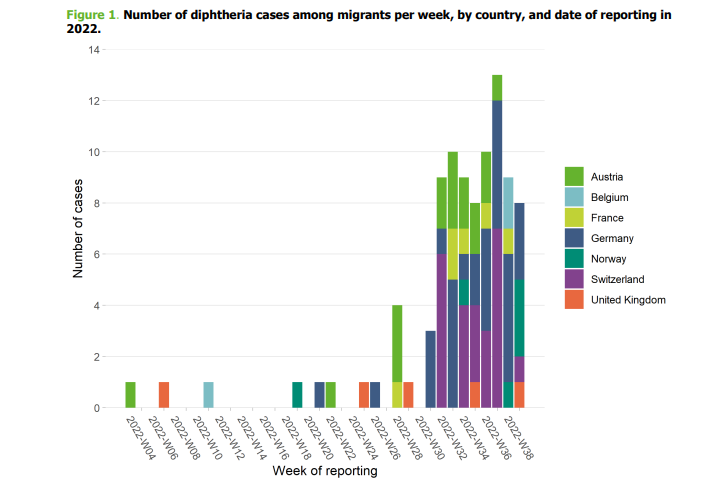 Figure 1. Number of diphtheria cases among migrants per week, by country, and date of reporting in
2022.
14
12
10
8
6
4
2
0
Number of cases
2022-W04
2022-W06
2022-W08
2022-W10
2022-W12
2022-W14
2022-W16
2022-W18
2022-W20
2022-W22
2022-W24
2022-W26
2022-W28
2022-W30
2022-W32
2022-W34
2022-W36
2022-W38
Week of reporting
Austria
Belgium
France
Germany
Norway
Switzerland
United Kingdom